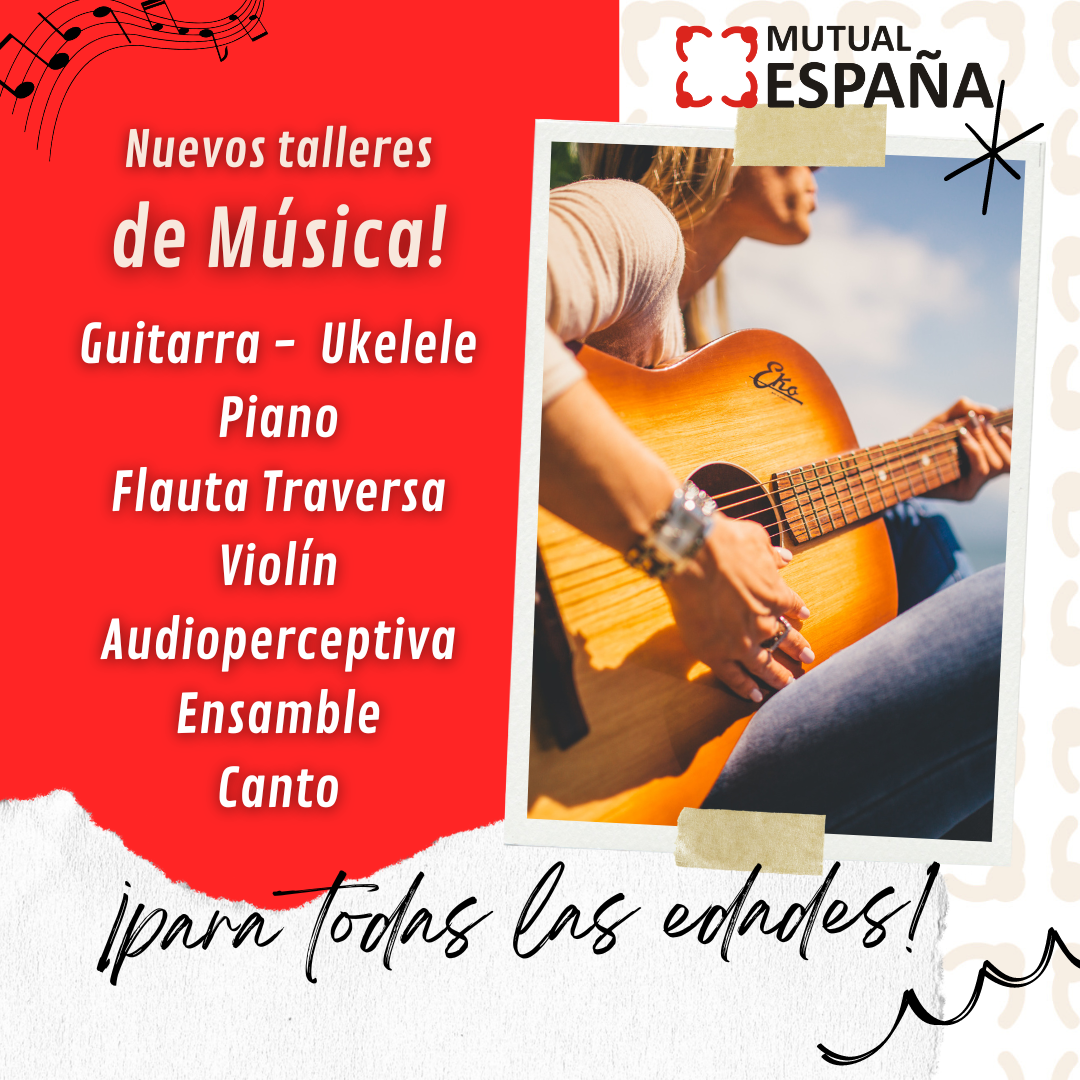 MUTUAL
ESPAÑA
Nuevos talleres
de Música!
Guitarra - Ukelele
Piano
Flauta Traversa
Violín
Audioperceptiva
Ensamble
Canto
Eko
¡para todas las edades!